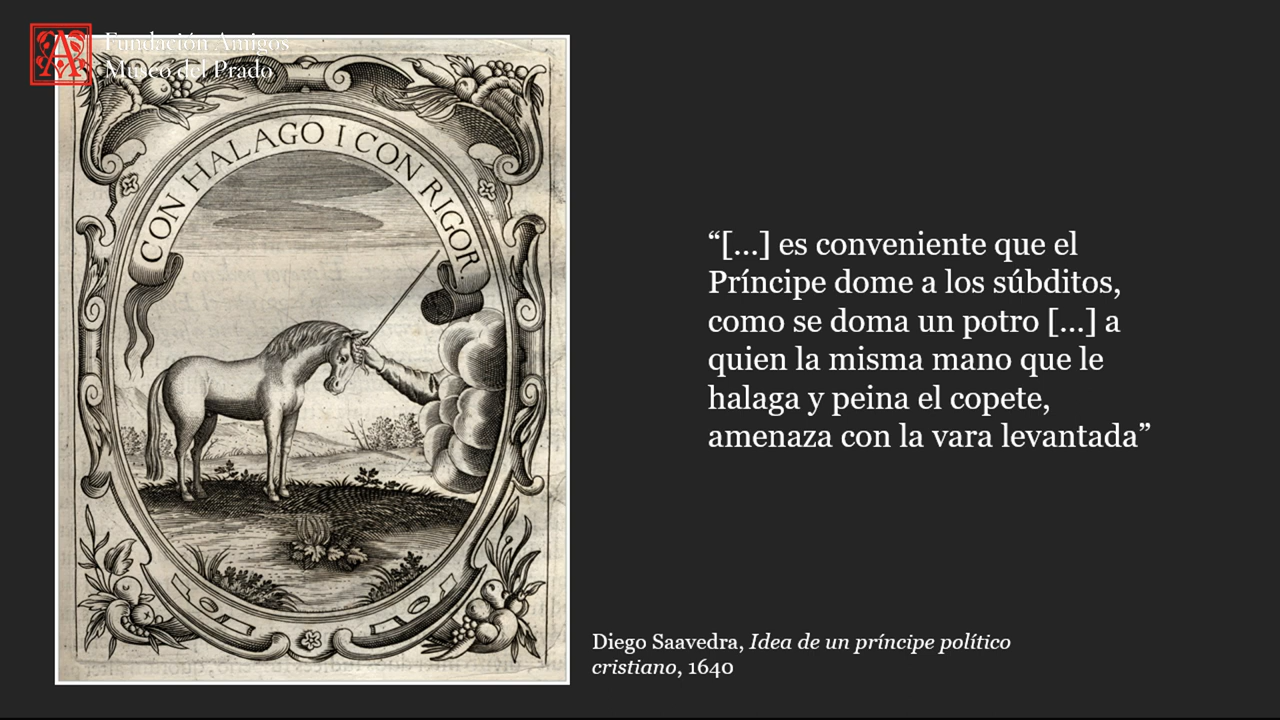 Fundación Amigos
Museo del Prado
CON HALAGO I CON RIGOR.
“[...] es conveniente que el
Príncipe dome a los súbditos,
como se doma un potro [...] a
quien la misma mano que le
halaga y peina el copete,
amenaza con la vara levantada”
Diego Saavedra, Idea de un príncipe político
cristiano, 1640